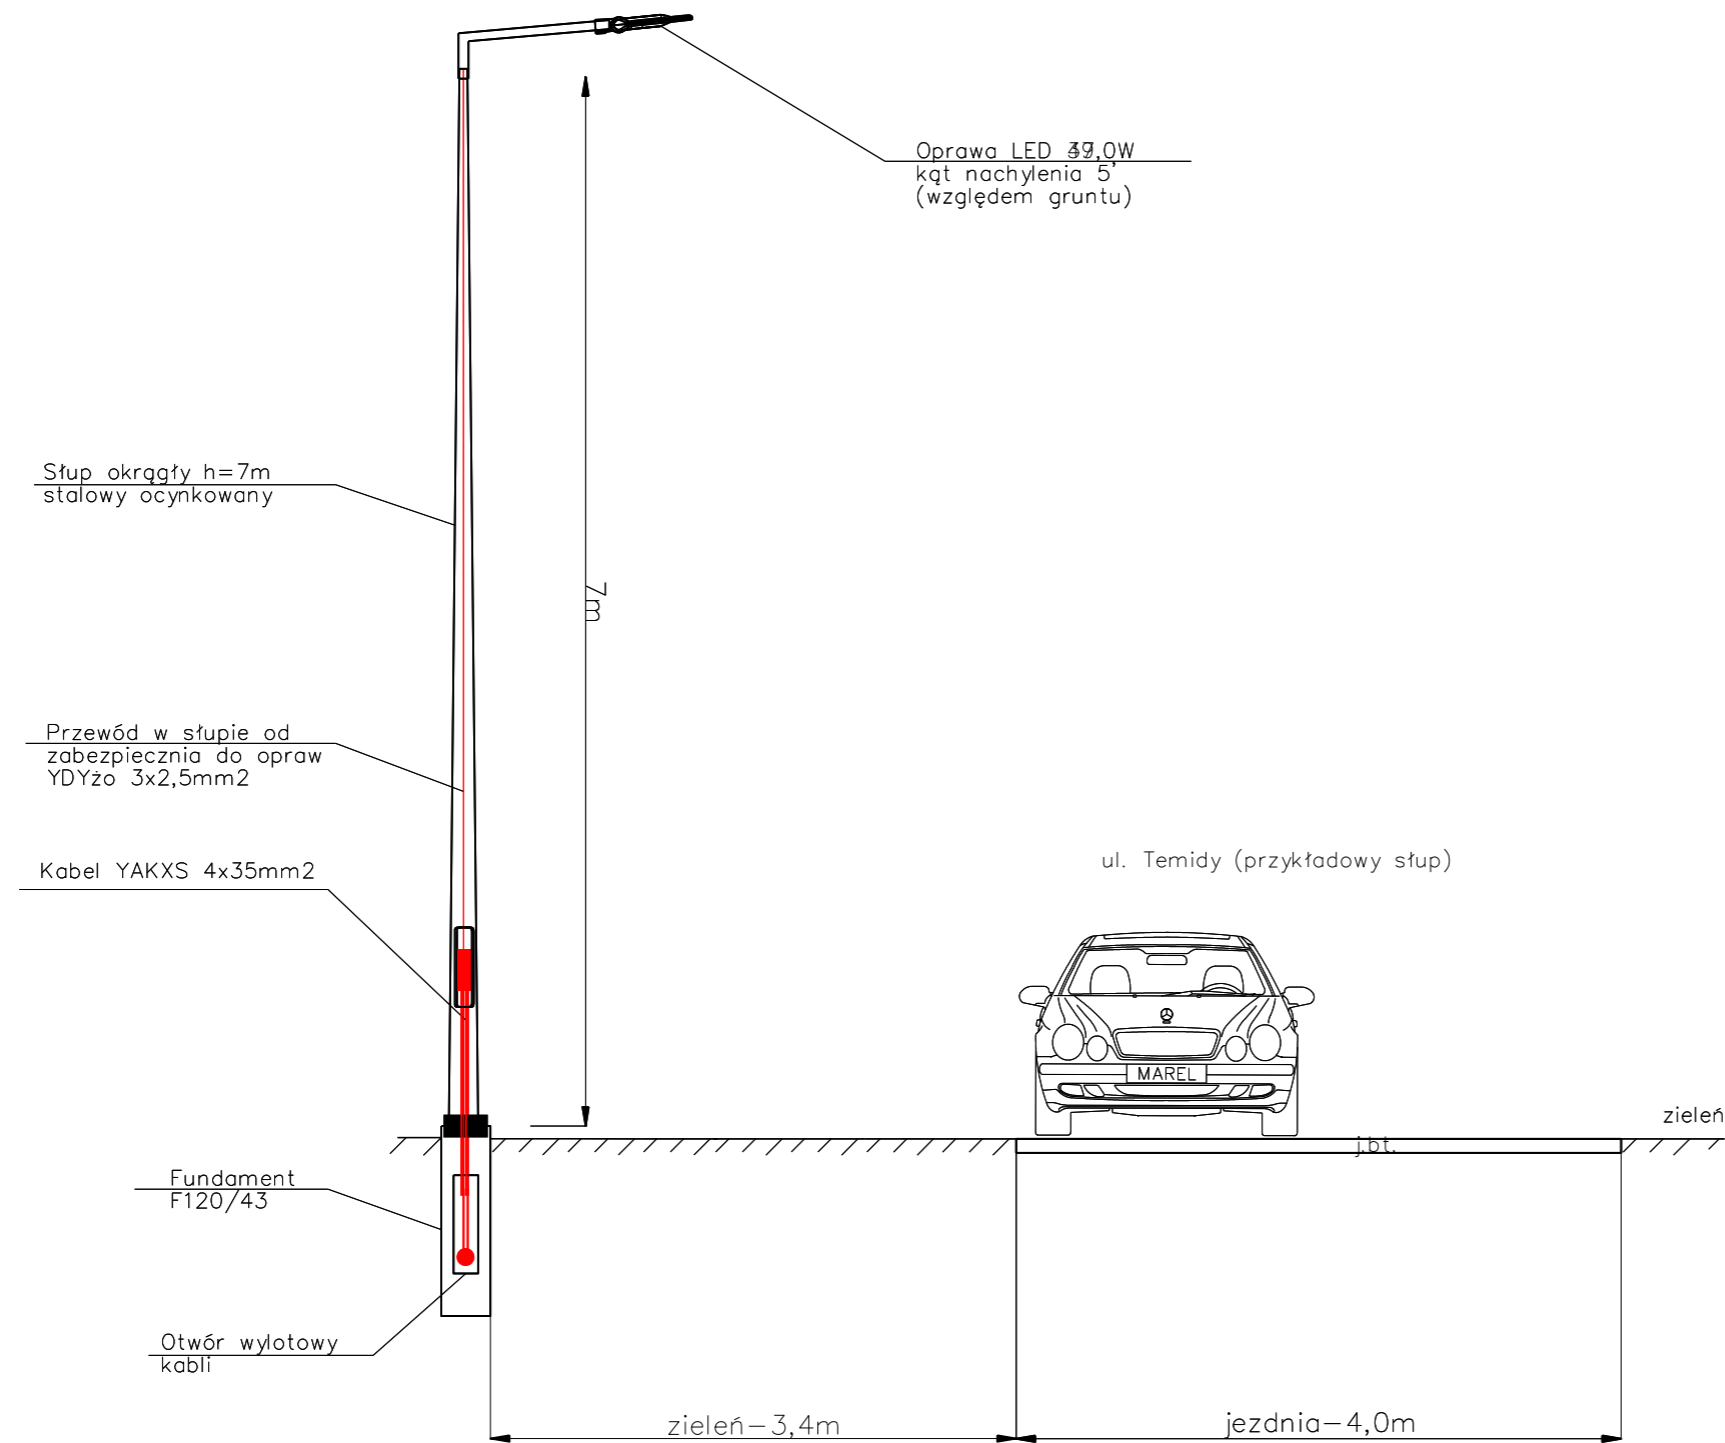 Oprawa LED ,0W
kąt nachylenia 5°
(względem gruntu)
Słup okrągły h=7m
stalowy ocynkowany
7m
Przewód w słupie od
zabezpiecznia do opraw
YDYżo 3x2,5mm2
Kabel YAKXS 4x35mm2
ul. Temidy (przykładowy słup)
MAREL
zieleń
j.bt.
Fundament
F120/43
Otwór wylotowy
kabli
zieleń-3,4m
jezdnia-4,0m